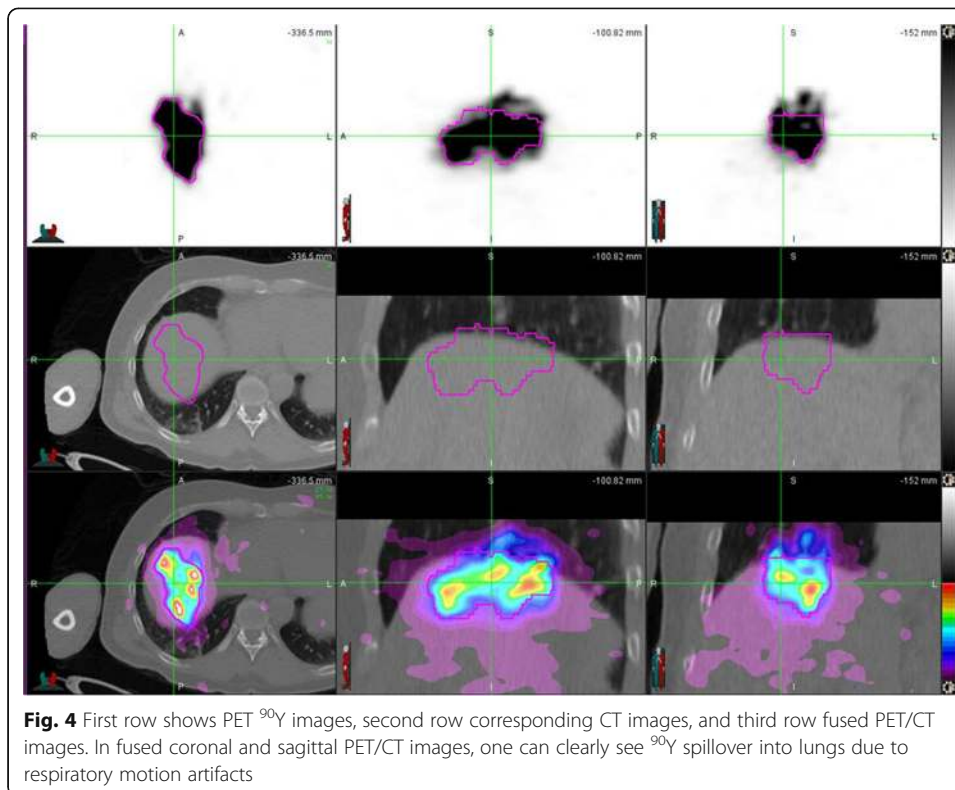 A -336.5 mm
S -100.82 mm
S -152 mm
R L
A P
R L
P
I
I
A -336.5 mm
S -100.82 mm
S -152 mm
R L
A P
R L
P
I
I
A -336.5 mm
S -100.82 mm
S -152 mm
R L
A P
R L
P
I
I
Fig. 4 First row shows PET ⁹⁰Y images, second row corresponding CT images, and third row fused PET/CT
images. In fused coronal and sagittal PET/CT images, one can clearly see ⁹⁰Y spillover into lungs due to
respiratory motion artifacts